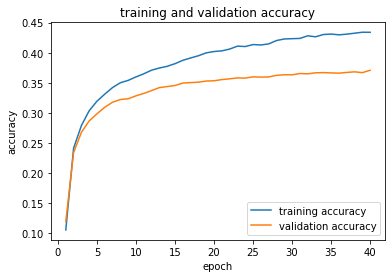 training and validation accuracy
accuracy
0.45
0.40
0.35
0.30
0.25
0.20
0.15
0.10
training accuracy
validation accuracy
0 5 10 15 20 25 30 35 40
epoch